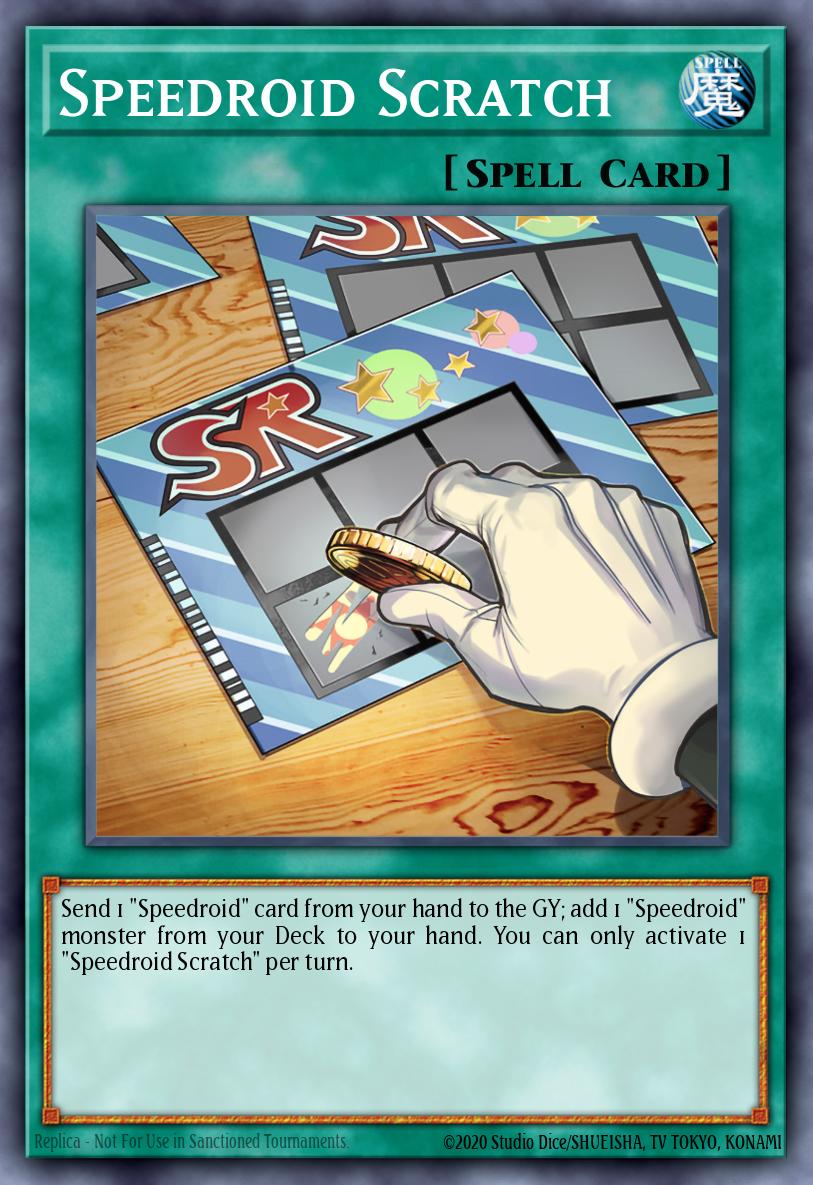 Speedroid Scratch
SPELL
魔
[ Spell Card ]
SR
SR
Send 1 "Speedroid" card from your hand to the GY; add 1 "Speedroid"
monster from your Deck to your hand. You can only activate 1
"Speedroid Scratch" per turn.
Replica - Not For Use in Sanctioned Tournaments.
©2020 Studio Dice/SHUEISHA, TV TOKYO, KONAMI